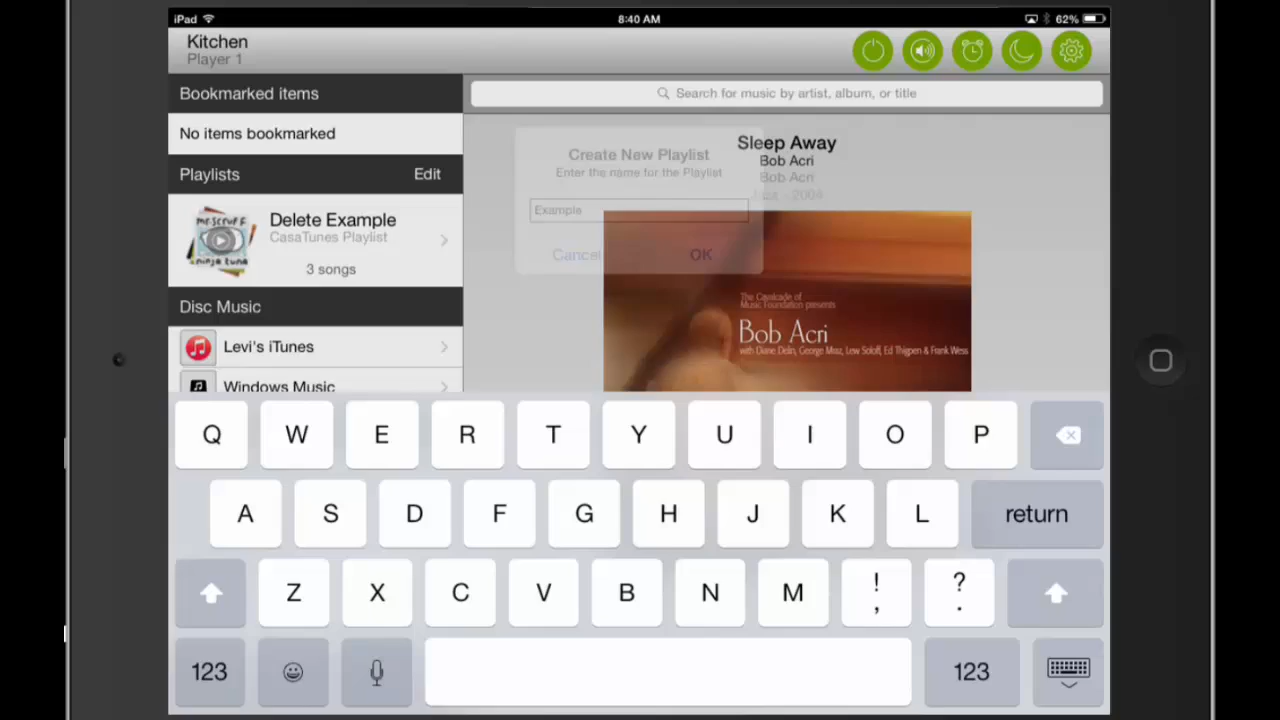 iPad
8:40 AM
62%
Kitchen
Player 1
Bookmarked items
No items bookmarked
Playlists
Edit
Delete Example
CasaTunes Playlist
3 songs
Disc Music
Levi's iTunes
Windows Music
Search for music by artist, album, or title
Create New Playlist
Enter the name for the Playlist
Example
Cancel
OK
Sleep Away
Bob Acri
Bob Acri
- 2004
The Cavalcade of
Music Foundation presents
Bob Acri
with Diane Delin, George Mraz, Lew Soloff, Ed Thigpen & Frank Wess
Q W E R T Y U I O P
A S D F G H J K L return
Z X C V B N M ! ?
, .
123 123